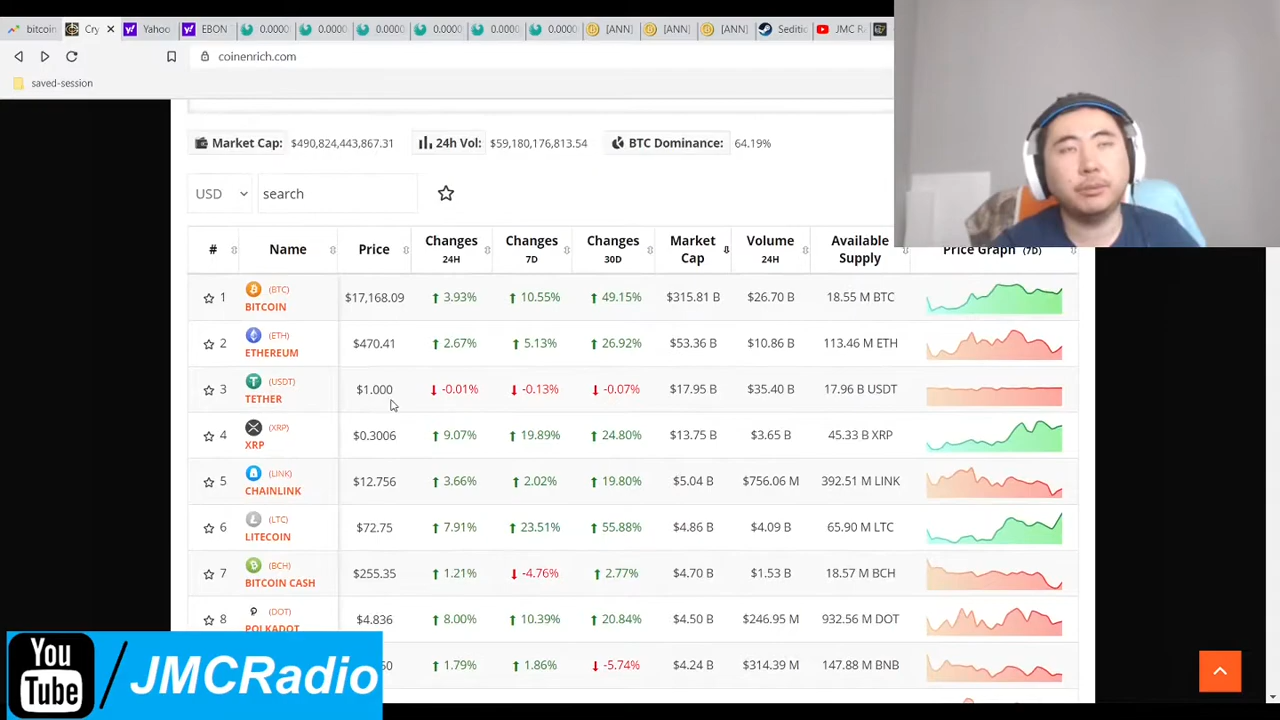 bitcoin Cry Yahoo EBON 0.0000 0.0000 0.0000 0.0000 0.0000 0.0000 [ANN] [ANN] [ANN] Seditic JMC R
coinenrich.com
saved-session
Market Cap: $490,824,443,867.31 24h Vol: $59,180,176,813.54 BTC Dominance: 64.19%
USD search
# Name Price Changes 24H Changes 7D Changes 30D Market Cap Volume 24H Available Supply Price Graph (7D)
1 (BTC) BITCOIN $17,168.09 3.93% 10.55% 49.15% $315.81 B $26.70 B 18.55 M BTC
2 (ETH) ETHEREUM $470.41 2.67% 5.13% 26.92% $53.36 B $10.86 B 113.46 M ETH
3 (USDT) TETHER $1.000 -0.01% -0.13% -0.07% $17.95 B $35.40 B 17.96 B USDT
4 (XRP) XRP $0.3006 9.07% 19.89% 24.80% $13.75 B $3.65 B 45.33 B XRP
5 (LINK) CHAINLINK $12.756 3.66% 2.02% 19.80% $5.04 B $756.06 M 392.51 M LINK
6 (LTC) LITECOIN $72.75 7.91% 23.51% 55.88% $4.86 B $4.09 B 65.90 M LTC
7 (BCH) BITCOIN CASH $255.35 1.21% -4.76% 2.77% $4.70 B $1.53 B 18.57 M BCH
8 (DOT) POLKADOT $4.836 8.00% 10.39% 20.84% $4.50 B $246.95 M 932.56 M DOT
1.79% 1.86% -5.74% $4.24 B $314.39 M 147.88 M BNB
You Tube / JMCRadio